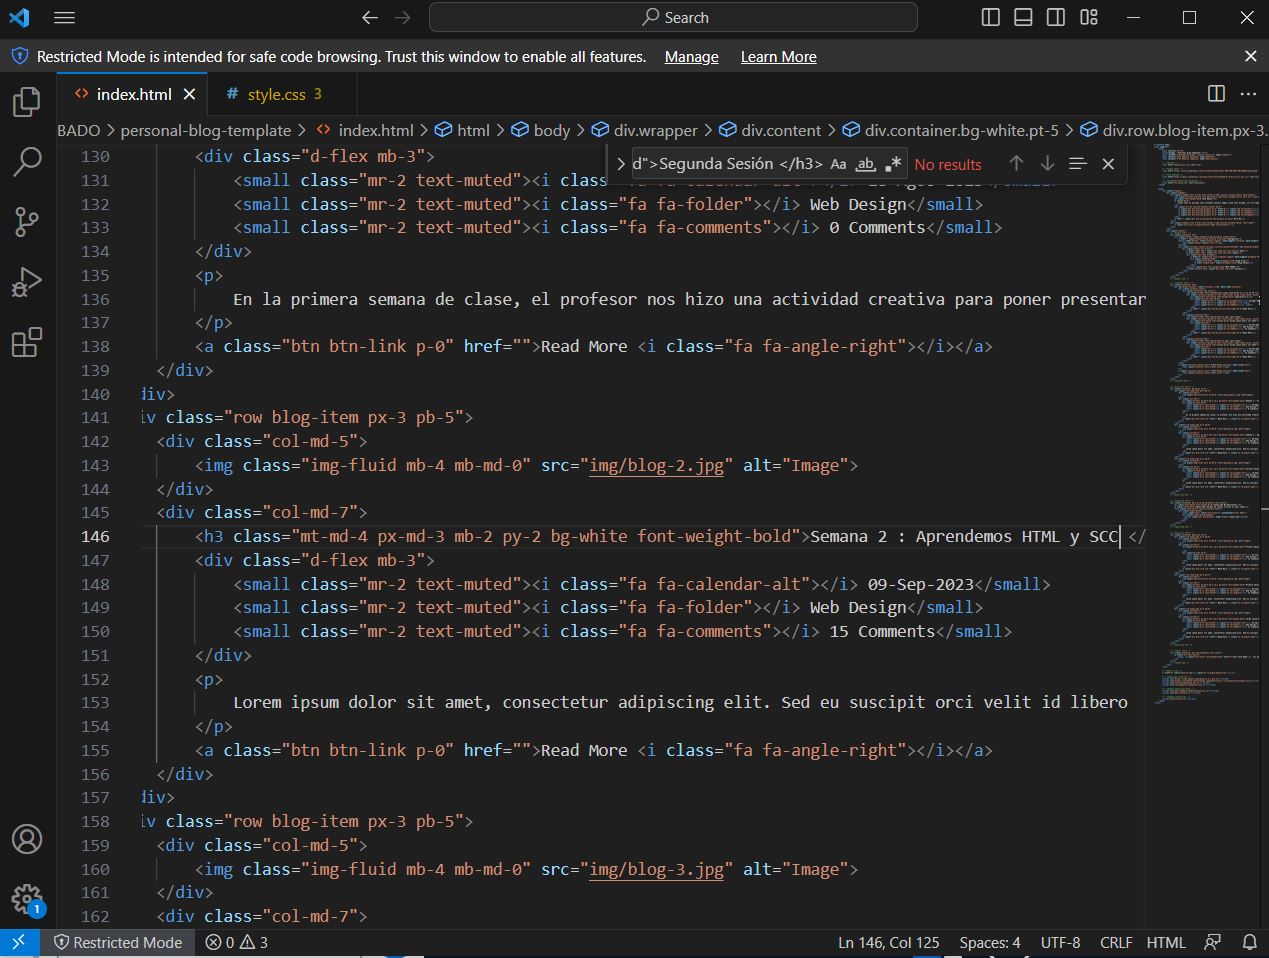 Search
Restricted Mode is intended for safe code browsing. Trust this window to enable all features. Manage Learn More
index.html
# style.css 3
BADO > personal-blog-template > index.html > html > body > div.wrapper > div.content > div.container.bg-white.pt-5 > div.row.blog-item.px-3.
d">Segunda Sesión </h3> Aa ab No results
130 <div class="d-flex mb-3">
131 <small class="mr-2 text-muted"><i class
132 <small class="mr-2 text-muted"><i class="fa fa-folder"></i> Web Design</small>
133 <small class="mr-2 text-muted"><i class="fa fa-comments"></i> 0 Comments</small>
134 </div>
135 <p>
136 En la primera semana de clase, el profesor nos hizo una actividad creativa para poner presentar
137 </p>
138 <a class="btn btn-link p-0" href="">Read More <i class="fa fa-angle-right"></i></a>
139 </div>
140 div>
141 iv class="row blog-item px-3 pb-5">
142 <div class="col-md-5">
143 <img class="img-fluid mb-4 mb-md-0" src="img/blog-2.jpg" alt="Image">
144 </div>
145 <div class="col-md-7">
146 <h3 class="mt-md-4 px-md-3 mb-2 py-2 bg-white font-weight-bold">Semana 2 : Aprendemos HTML y SCC </
147 <div class="d-flex mb-3">
148 <small class="mr-2 text-muted"><i class="fa fa-calendar-alt"></i> 09-Sep-2023</small>
149 <small class="mr-2 text-muted"><i class="fa fa-folder"></i> Web Design</small>
150 <small class="mr-2 text-muted"><i class="fa fa-comments"></i> 15 Comments</small>
151 </div>
152 <p>
153 Lorem ipsum dolor sit amet, consectetur adipiscing elit. Sed eu suscipit orci velit id libero
154 </p>
155 <a class="btn btn-link p-0" href="">Read More <i class="fa fa-angle-right"></i></a>
156 </div>
157 div>
158 iv class="row blog-item px-3 pb-5">
159 <div class="col-md-5">
160 <img class="img-fluid mb-4 mb-md-0" src="img/blog-3.jpg" alt="Image">
161 </div>
162 <div class="col-md-7">
1
Restricted Mode 0 3 Ln 146, Col 125 Spaces: 4 UTF-8 CRLF HTML